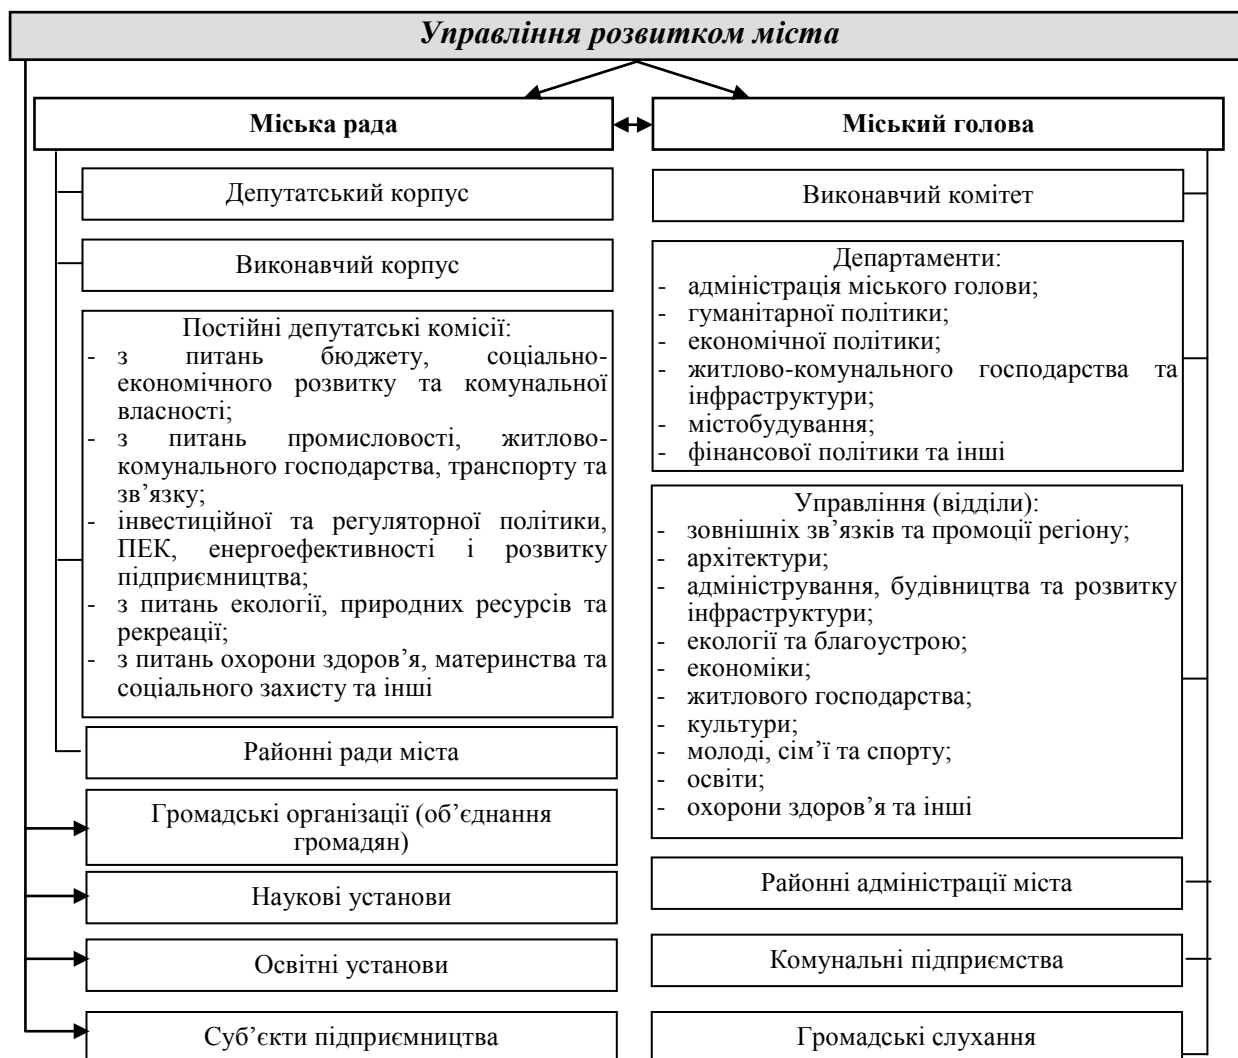 Управління розвитком міста
Міська рада
Міський голова
Депутатський корпус
Виконавчий корпус
Постійні депутатські комісії:
- з питань бюджету, соціально-
економічного розвитку та комунальної
власності;
- з питань промисловості, житлово-
комунального господарства, транспорту та
зв’язку;
- інвестиційної та регуляторної політики,
ПЕК, енергоефективності і розвитку
підприємництва;
- з питань екології, природних ресурсів та
рекреації;
- з питань охорони здоров’я, материнства та
соціального захисту та інші
Районні ради міста
Громадські організації (об’єднання
громадян)
Наукові установи
Освітні установи
Суб’єкти підприємництва
Виконавчий комітет
Департаменти:
- адміністрація міського голови;
- гуманітарної політики;
- економічної політики;
- житлово-комунального господарства та
інфраструктури;
- містобудування;
- фінансової політики та інші
Управління (відділи):
- зовнішніх зв’язків та промоції регіону;
- архітектури;
- адміністрування, будівництва та розвитку
інфраструктури;
- екології та благоустрою;
- економіки;
- житлового господарства;
- культури;
- молоді, сім’ї та спорту;
- освіти;
- охорони здоров’я та інші
Районні адміністрації міста
Комунальні підприємства
Громадські слухання